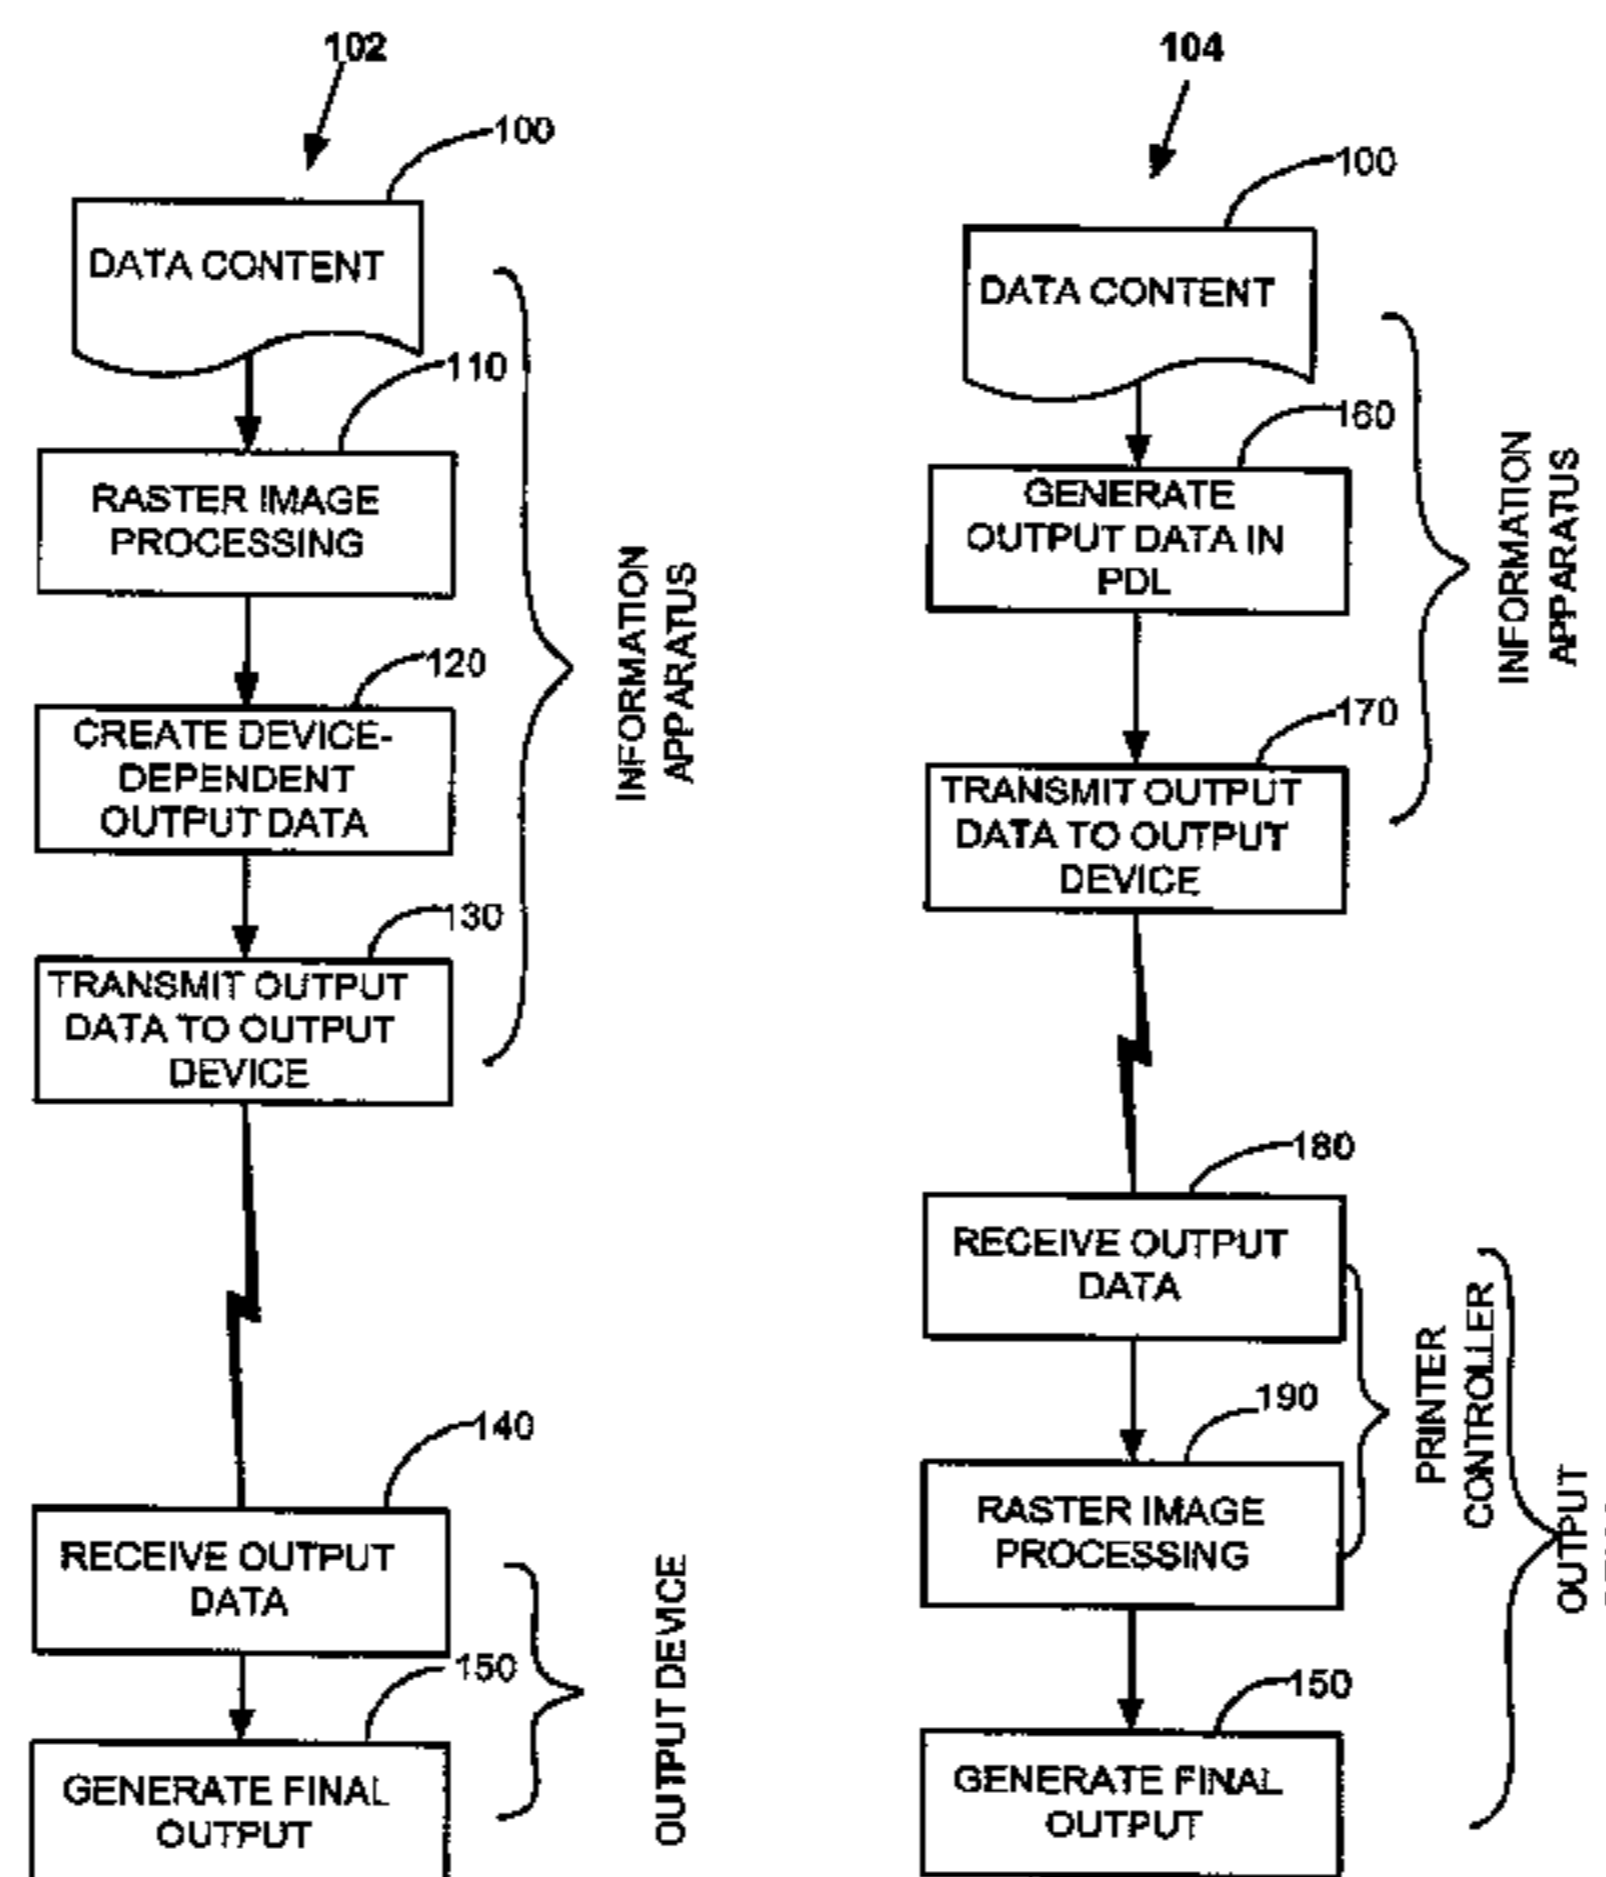 102
100
DATA CONTENT
110
RASTER IMAGE
PROCESSING
120
CREATE DEVICE-
DEPENDENT
OUTPUT DATA
130
TRANSMIT OUTPUT
DATA TO OUTPUT
DEVICE
INFORMATION
APPARATUS
140
RECEIVE OUTPUT
DATA
150
GENERATE FINAL
OUTPUT
OUTPUT DEVICE
104
100
DATA CONTENT
160
GENERATE
OUTPUT DATA IN
PDL
170
TRANSMIT OUTPUT
DATA TO OUTPUT
DEVICE
INFORMATION
APPARATUS
180
RECEIVE OUTPUT
DATA
190
RASTER IMAGE
PROCESSING
PRINTER
CONTROLLER
150
GENERATE FINAL
OUTPUT
OUTPUT